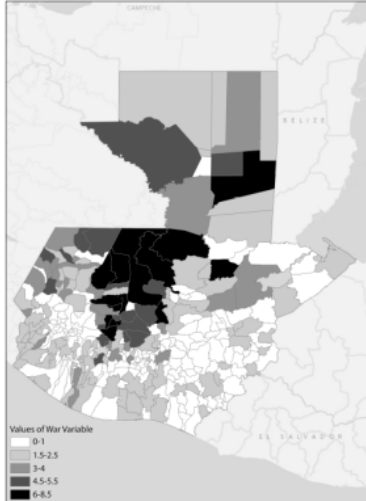 CAMPECHE
BELIZE
Values of War Variable
0-1
1.5-2.5
3-4
4.5-5.5
6-8.5
EL SALVADOR